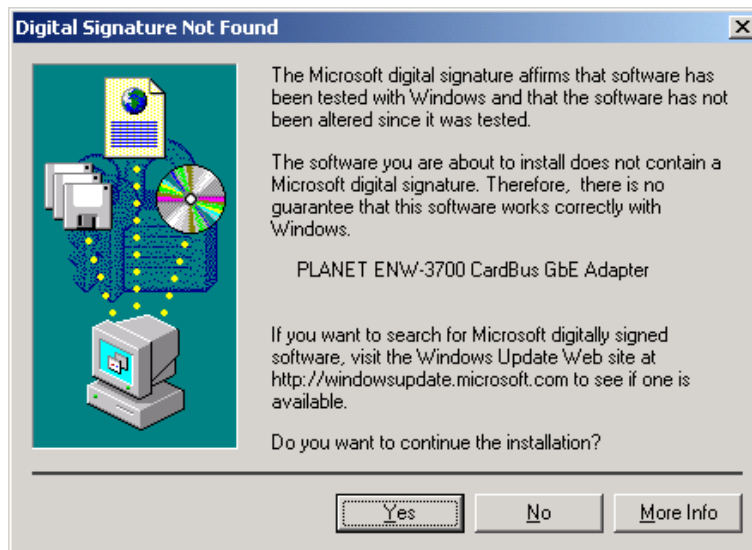 Digital Signature Not Found
The Microsoft digital signature affirms that software has
been tested with Windows and that the software has not
been altered since it was tested.
The software you are about to install does not contain a
Microsoft digital signature. Therefore,  there is no
guarantee that this software works correctly with
Windows.
PLANET ENW-3700 CardBus GbE Adapter
If you want to search for Microsoft digitally signed
software, visit the Windows Update Web site at
http://windowsupdate.microsoft.com to see if one is
available.
Do you want to continue the installation?
Yes
No
More Info